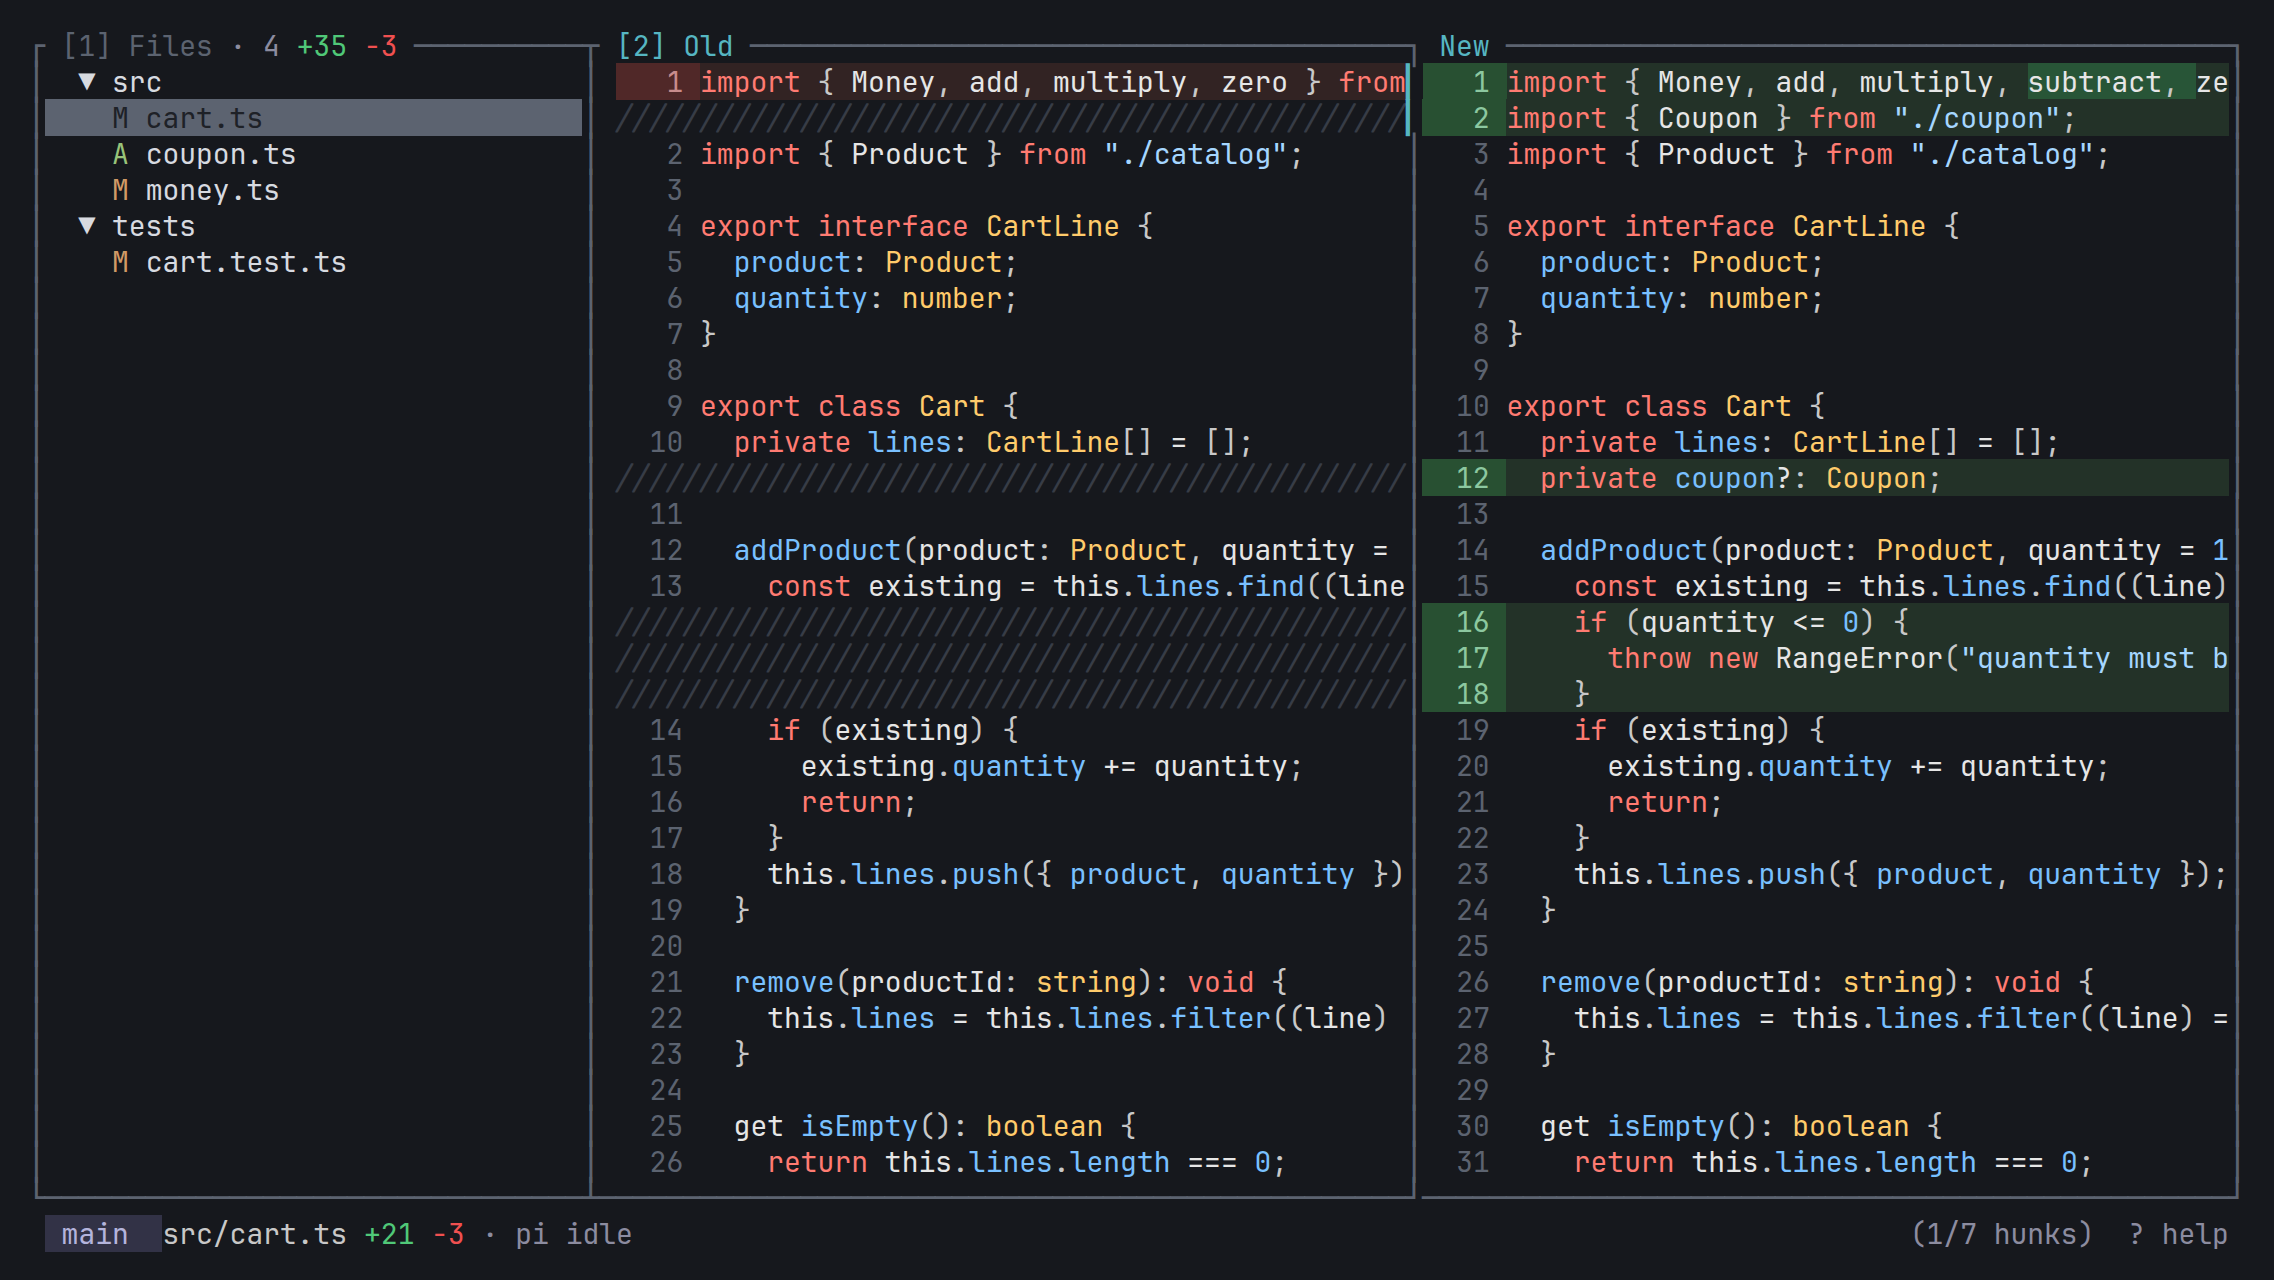 [1] Files · 4 +35 -3
▼ src
M cart.ts
A coupon.ts
M money.ts
▼ tests
M cart.test.ts
[2] Old
1 import { Money, add, multiply, zero } from
2 import { Product } from "./catalog";
3
4 export interface CartLine {
5   product: Product;
6   quantity: number;
7 }
8
9 export class Cart {
10   private lines: CartLine[] = [];
11
12   addProduct(product: Product, quantity =
13     const existing = this.lines.find((line
14     if (existing) {
15       existing.quantity += quantity;
16       return;
17     }
18     this.lines.push({ product, quantity })
19   }
20
21   remove(productId: string): void {
22     this.lines = this.lines.filter((line)
23   }
24
25   get isEmpty(): boolean {
26     return this.lines.length === 0;
New
1 import { Money, add, multiply, subtract, ze
2 import { Coupon } from "./coupon";
3 import { Product } from "./catalog";
4
5 export interface CartLine {
6   product: Product;
7   quantity: number;
8 }
9
10 export class Cart {
11   private lines: CartLine[] = [];
12   private coupon?: Coupon;
13
14   addProduct(product: Product, quantity = 1
15     const existing = this.lines.find((line)
16     if (quantity <= 0) {
17       throw new RangeError("quantity must b
18     }
19     if (existing) {
20       existing.quantity += quantity;
21       return;
22     }
23     this.lines.push({ product, quantity });
24   }
25
26   remove(productId: string): void {
27     this.lines = this.lines.filter((line) =
28   }
29
30   get isEmpty(): boolean {
31     return this.lines.length === 0;
main src/cart.ts +21 -3 · pi idle
(1/7 hunks) ? help